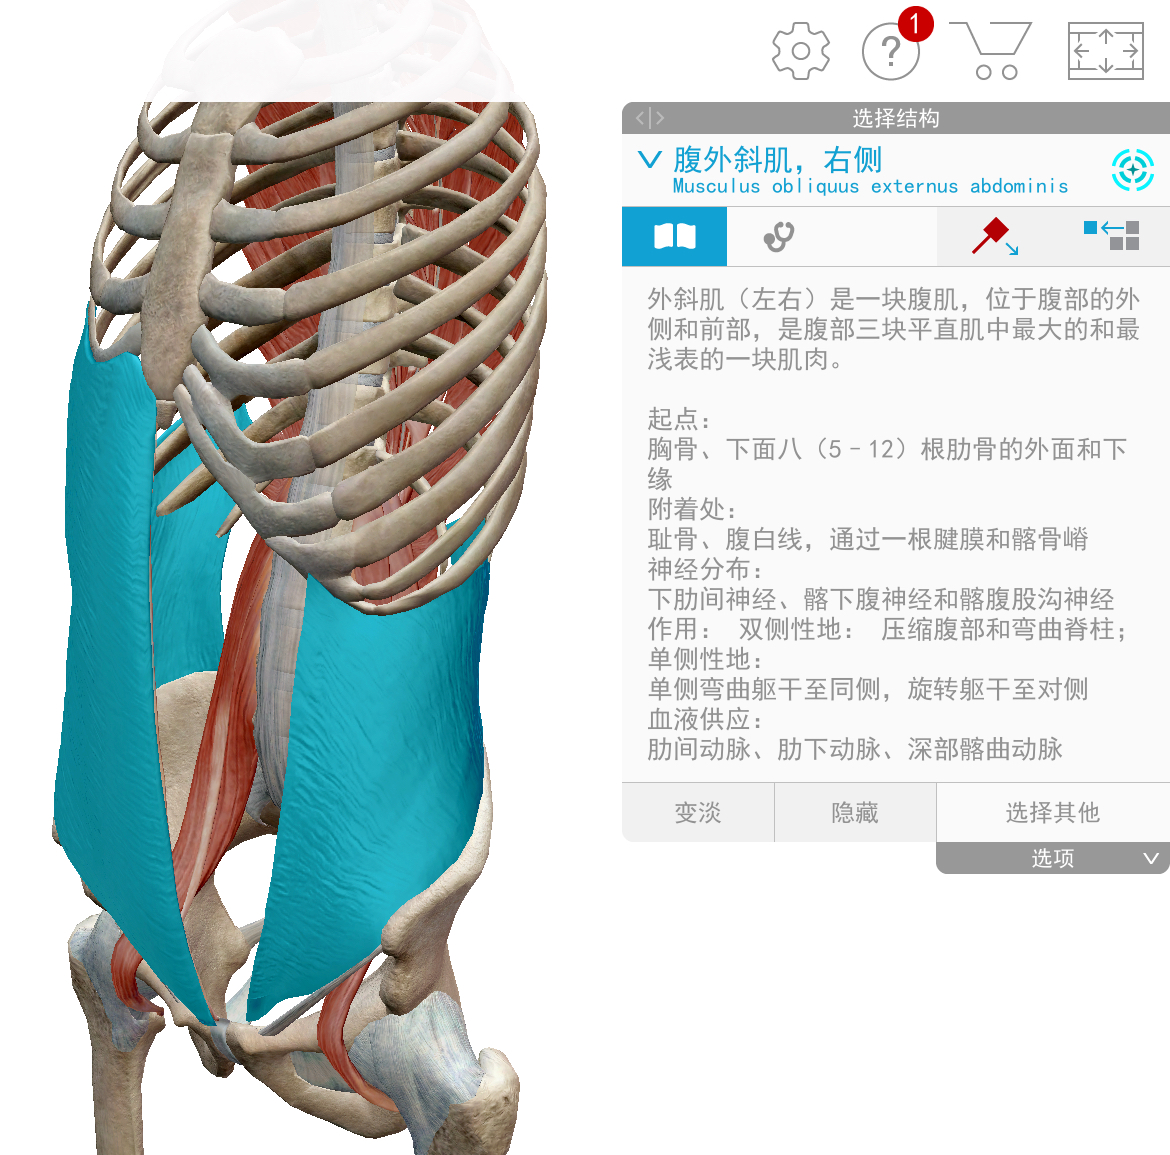 1
?
选择结构
腹外斜肌，右侧
Musculus obliquus externus abdominis
外斜肌（左右）是一块腹肌，位于腹部的外
侧和前部，是腹部三块平直肌中最大的和最
浅表的一块肌肉。
起点：
胸骨、下面八（5–12）根肋骨的外面和下
缘
附着处：
耻骨、腹白线，通过一根腱膜和髂骨嵴
神经分布：
下肋间神经、髂下腹神经和髂腹股沟神经
作用： 双侧性地： 压缩腹部和弯曲脊柱；
单侧性地：
单侧弯曲躯干至同侧，旋转躯干至对侧
血液供应：
肋间动脉、肋下动脉、深部髂曲动脉
变淡
隐藏
选择其他
选项